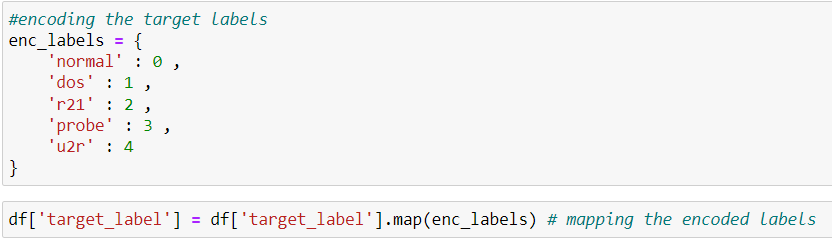 #encoding the target labels
enc_labels = {
    'normal' : 0 ,
    'dos' : 1 ,
    'r21' : 2 ,
    'probe' : 3 ,
    'u2r' : 4
}
df['target_label'] = df['target_label'].map(enc_labels) # mapping the encoded labels